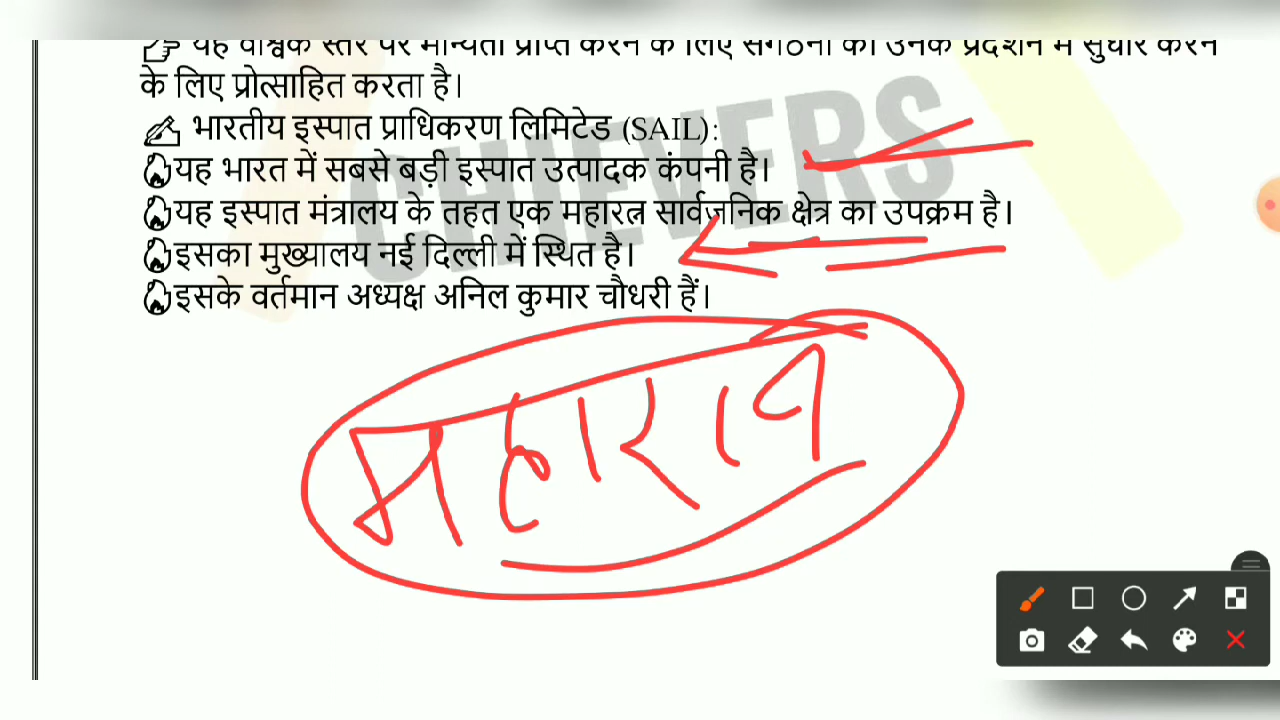 👉 यह वैश्विक स्तर पर मान्यता प्राप्त करने के लिए संगठनों को उनके प्रदर्शन में सुधार करने
के लिए प्रोत्साहित करता है।
✍ भारतीय इस्पात प्राधिकरण लिमिटेड (SAIL):
🔥यह भारत में सबसे बड़ी इस्पात उत्पादक कंपनी है।
🔥यह इस्पात मंत्रालय के तहत एक महारत्न सार्वजनिक क्षेत्र का उपक्रम है।
🔥इसका मुख्यालय नई दिल्ली में स्थित है।
🔥इसके वर्तमान अध्यक्ष अनिल कुमार चौधरी हैं।
CHIEVERS